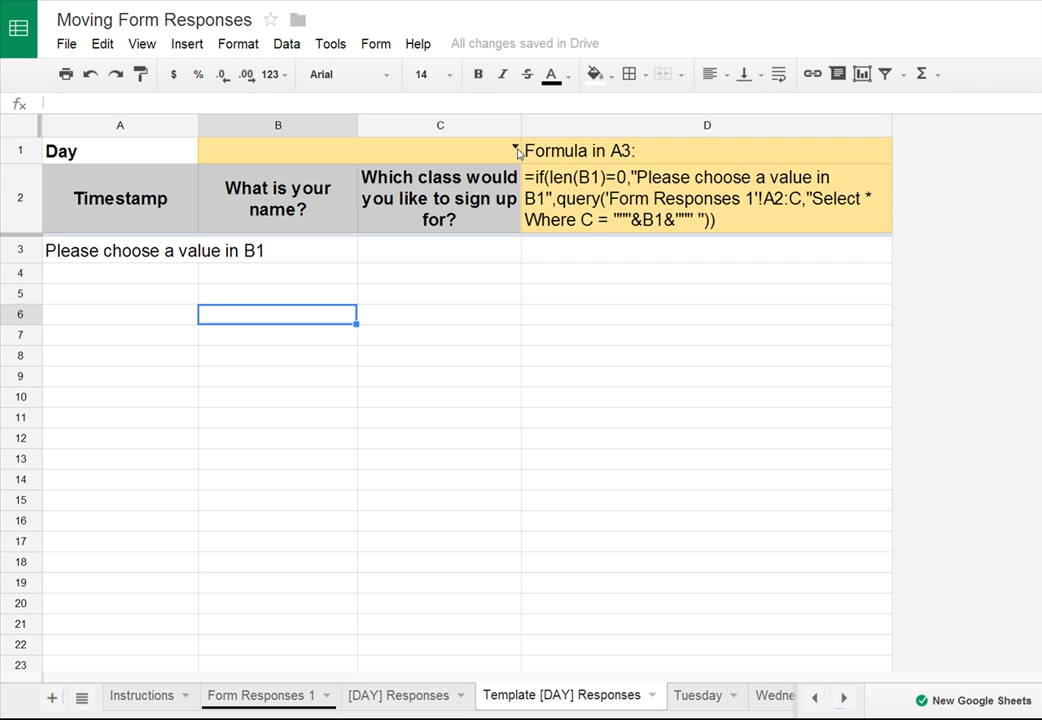 Moving Form Responses
File Edit View Insert Format Data Tools Form Help All changes saved in Drive
$ % .0 .00 123 Arial 14 B I S A Σ
fx
A B C D
1 Day Formula in A3:
2 Timestamp What is your name? Which class would you like to sign up for?
=if(len(B1)=0,"Please choose a value in
B1",query('Form Responses 1'!A2:C,"Select *
Where C = """&B1&""" "))
3 Please choose a value in B1
4
5
6
7
8
9
10
11
12
13
14
15
16
17
18
19
20
21
22
23
+ Instructions Form Responses 1 [DAY] Responses Template [DAY] Responses Tuesday Wedne New Google Sheets